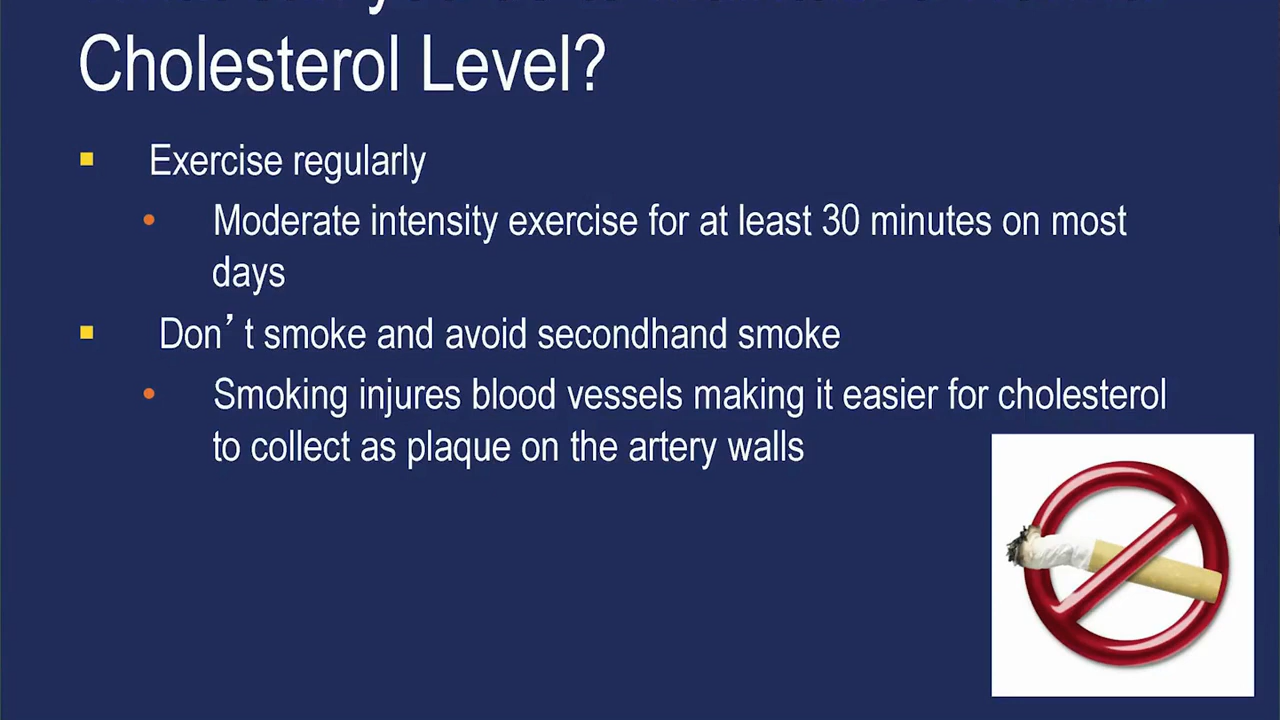 Cholesterol Level?
Exercise regularly
Moderate intensity exercise for at least 30 minutes on most
days
Don’t smoke and avoid secondhand smoke
Smoking injures blood vessels making it easier for cholesterol
to collect as plaque on the artery walls